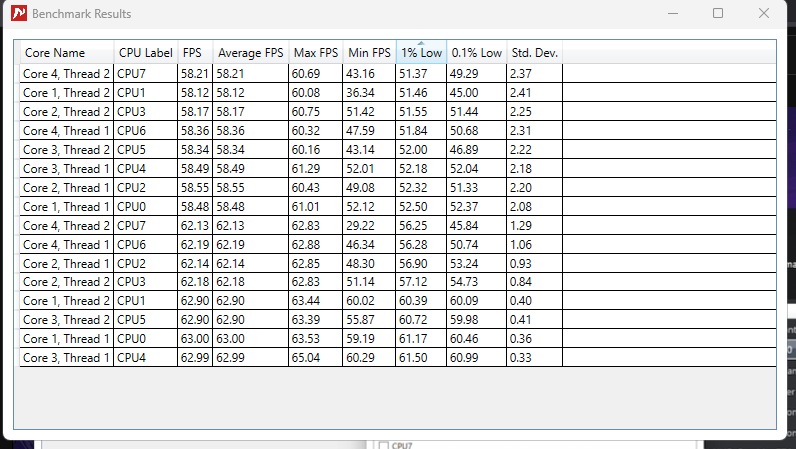 Benchmark Results
Core Name CPU Label FPS Average FPS Max FPS Min FPS 1% Low 0.1% Low Std. Dev.
Core 4, Thread 2 CPU7 58.21 58.21 60.69 43.16 51.37 49.29 2.37
Core 1, Thread 2 CPU1 58.12 58.12 60.08 36.34 51.46 45.00 2.41
Core 2, Thread 2 CPU3 58.17 58.17 60.75 51.42 51.55 51.44 2.25
Core 4, Thread 1 CPU6 58.36 58.36 60.32 47.59 51.84 50.68 2.31
Core 3, Thread 2 CPU5 58.34 58.34 60.16 43.14 52.00 46.89 2.22
Core 3, Thread 1 CPU4 58.49 58.49 61.29 52.01 52.18 52.04 2.18
Core 2, Thread 1 CPU2 58.55 58.55 60.43 49.08 52.32 51.33 2.20
Core 1, Thread 1 CPU0 58.48 58.48 61.01 52.12 52.50 52.37 2.08
Core 4, Thread 2 CPU7 62.13 62.13 62.83 29.22 56.25 45.84 1.29
Core 4, Thread 1 CPU6 62.19 62.19 62.88 46.34 56.28 50.74 1.06
Core 2, Thread 1 CPU2 62.14 62.14 62.85 48.30 56.90 53.24 0.93
Core 2, Thread 2 CPU3 62.18 62.18 62.83 51.14 57.12 54.73 0.84
Core 1, Thread 2 CPU1 62.90 62.90 63.44 60.02 60.39 60.09 0.40
Core 3, Thread 2 CPU5 62.90 62.90 63.39 55.87 60.72 59.98 0.41
Core 1, Thread 1 CPU0 63.00 63.00 63.53 59.19 61.17 60.46 0.36
Core 3, Thread 1 CPU4 62.99 62.99 65.04 60.29 61.50 60.99 0.33
CPU7